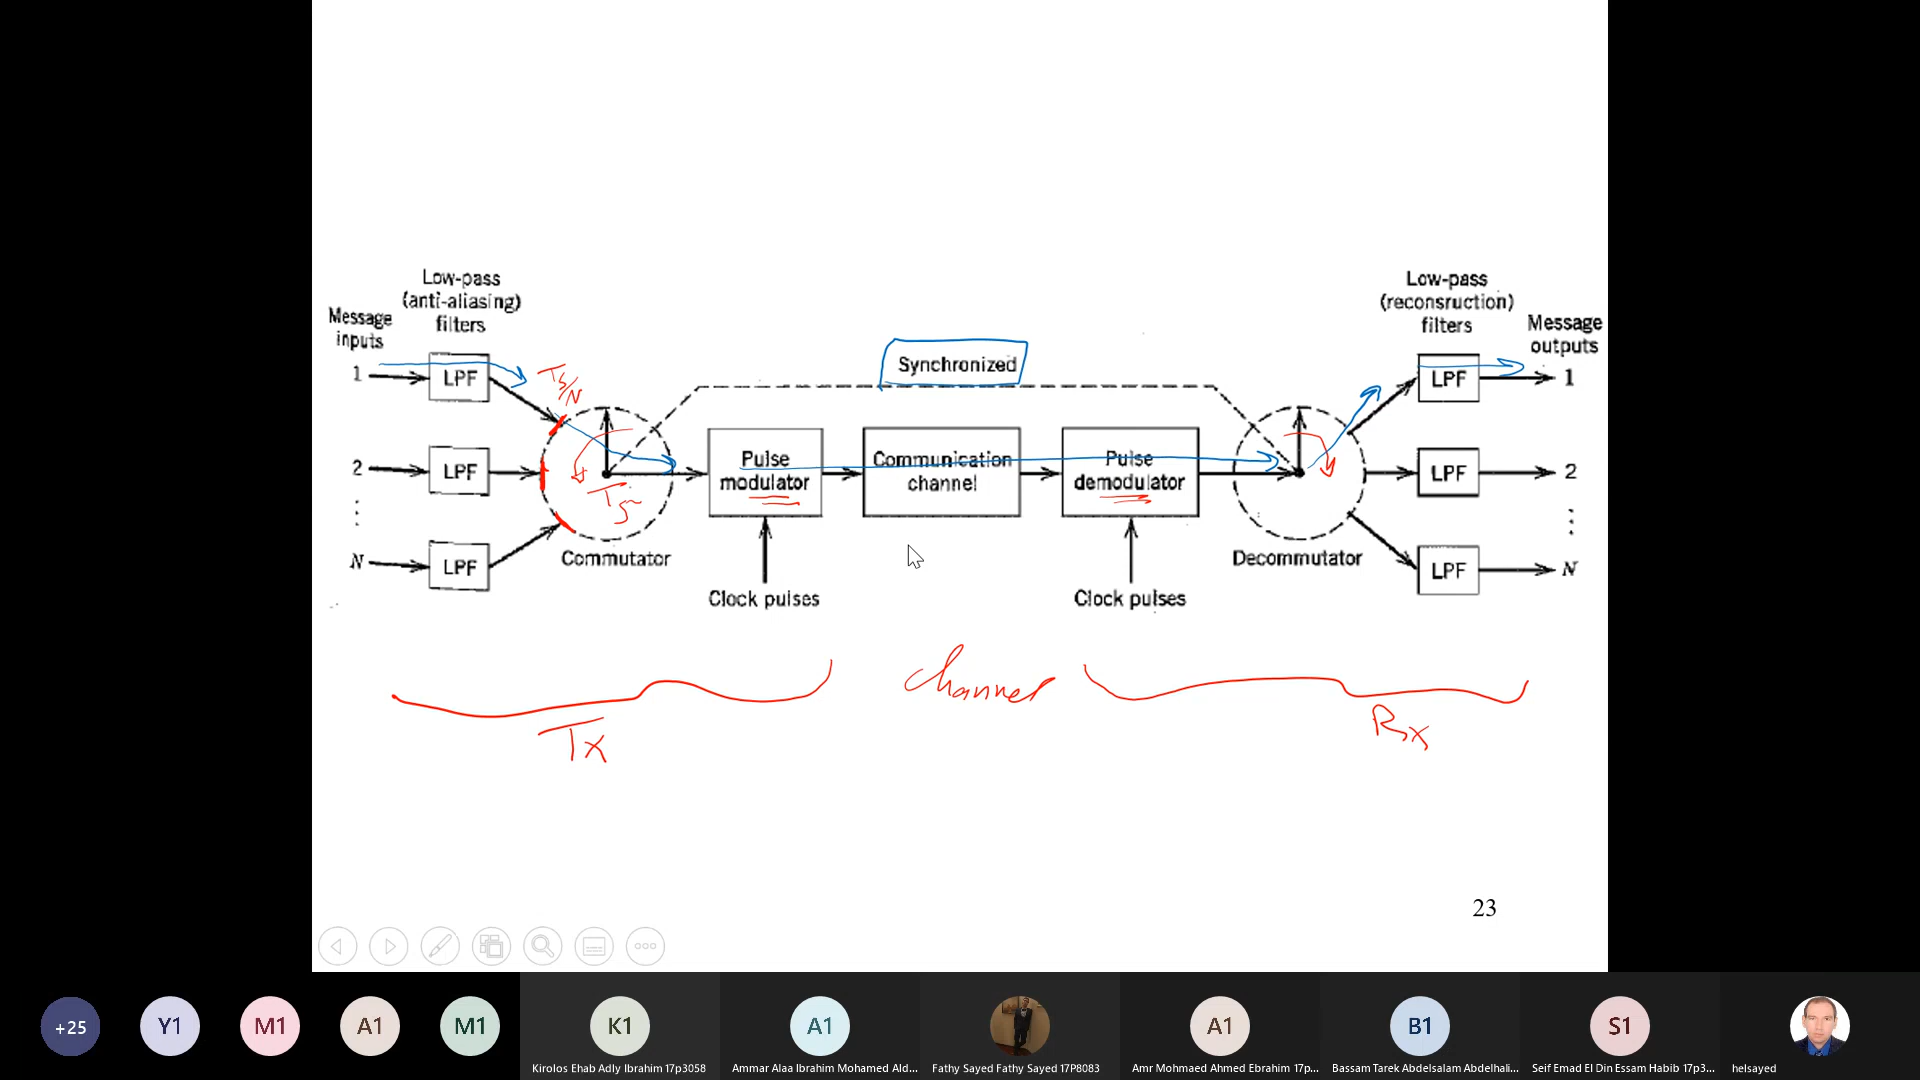 Low-pass
(anti-aliasing)
filters
Message
inputs
Low-pass
(reconsruction)
filters
Message
outputs
Synchronized
1
LPF
Ts/N
LPF
1
2
LPF
Ts
Pulse
modulator
Communication
channel
Pulse
demodulator
LPF
2
N
LPF
Commutator
Decommutator
LPF
N
Clock pulses
Clock pulses
channel
Tx
Rx
23
+25
Y1
M1
A1
M1
K1
A1
A1
B1
S1
Kirolos Ehab Adly Ibrahim 17p3058
Ammar Alaa Ibrahim Mohamed Ald...
Fathy Sayed Fathy Sayed 17P8083
Amr Mohmaed Ahmed Ebrahim 17p...
Bassam Tarek Abdelsalam Abdelhali...
Seif Emad El Din Essam Habib 17p3...
helsayed